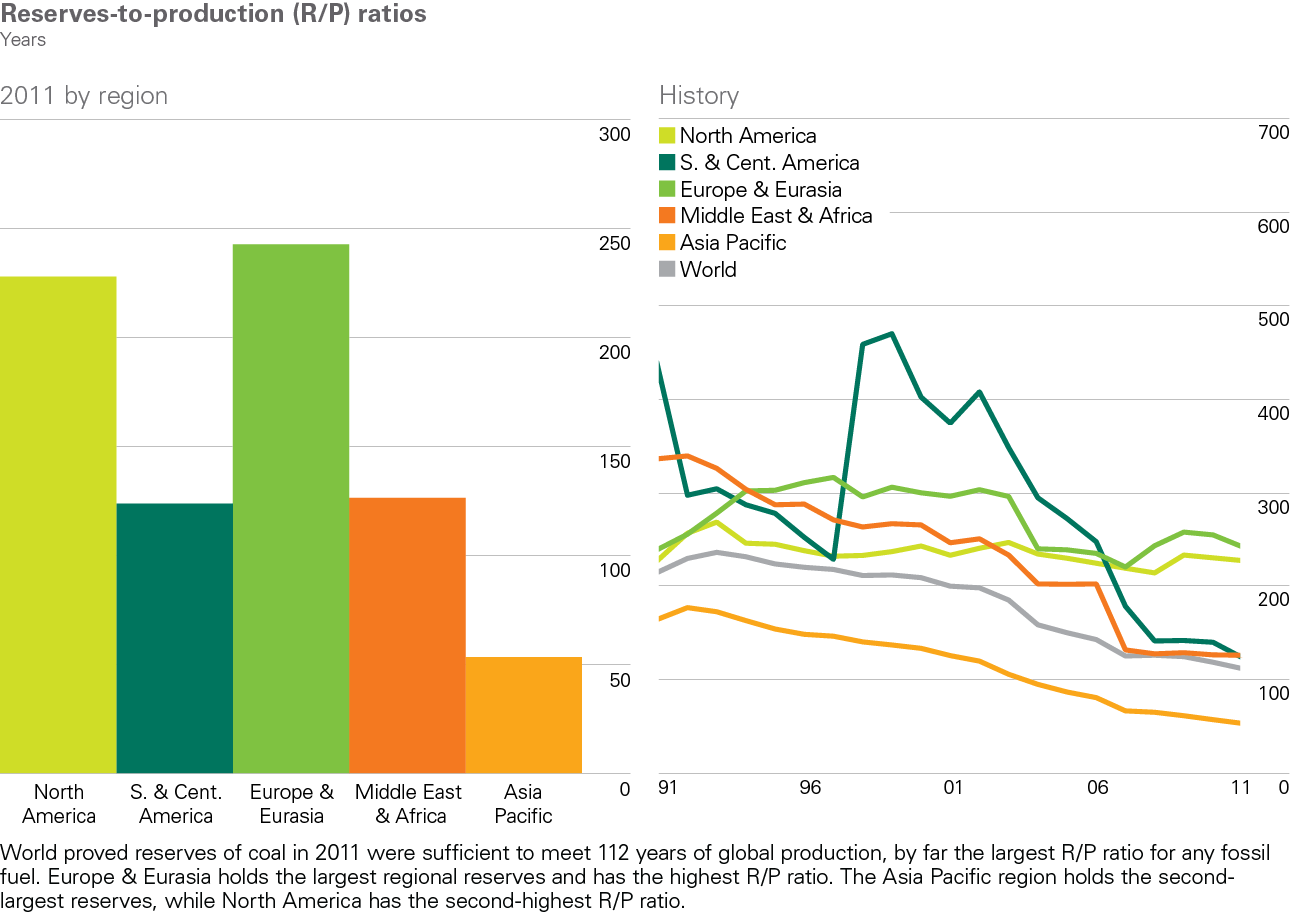 Reserves-to-production (R/P) ratios
Years
2011 by region
300
250
200
150
100
50
0
North America
S. & Cent. America
Europe & Eurasia
Middle East & Africa
Asia Pacific
History
North America
S. & Cent. America
Europe & Eurasia
Middle East & Africa
Asia Pacific
World
700
600
500
400
300
200
100
0
91
96
01
06
11
World proved reserves of coal in 2011 were sufficient to meet 112 years of global production, by far the largest R/P ratio for any fossil
fuel. Europe & Eurasia holds the largest regional reserves and has the highest R/P ratio. The Asia Pacific region holds the second-
largest reserves, while North America has the second-highest R/P ratio.